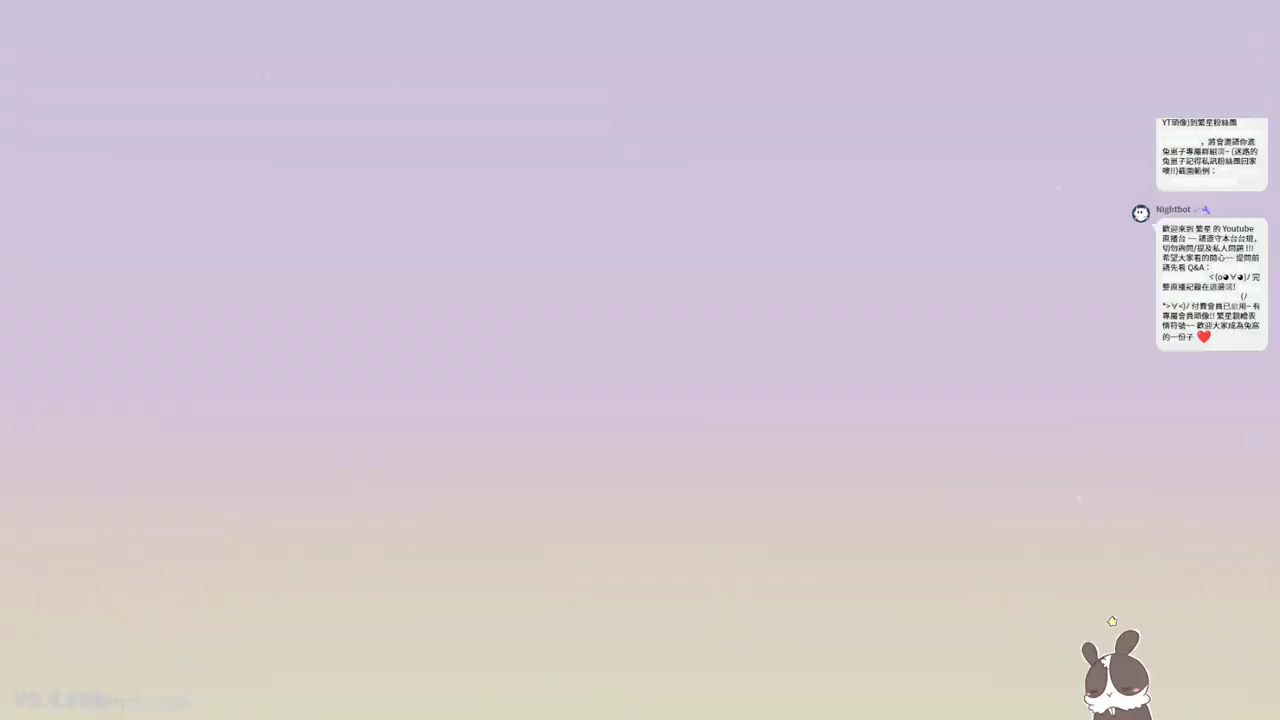 YT頭像)到繁星粉絲團
，將會邀請你進
兔崽子專屬群組唷~ (迷路的
兔崽子記得私訊粉絲團回家
噢!!)截圖範例：
Nightbot
歡迎來到 繁星 的 Youtube
直播台 ~~ 請遵守本台台規，
切勿詢問/提及私人問題 !!!
希望大家看的開心~~ 提問前
請先看 Q&A：
ヾ(o◕∀◕)ﾉ 完
整直播記錄在這邊唷!
(ﾉ
*>∀<)ﾉ 付費會員已啟用~ 有
專屬會員頭像!! 繁星親繪表
情符號~~ 歡迎大家成為兔窩
的一份子 ❤️